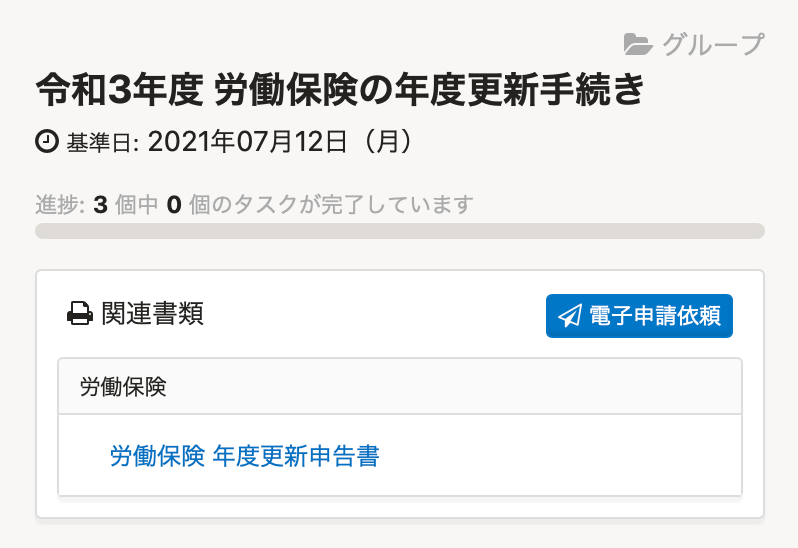 グループ
令和3年度 労働保険の年度更新手続き
基準日: 2021年07月12日（月）
進捗: 3 個中 0 個のタスクが完了しています
関連書類
電子申請依頼
労働保険
労働保険 年度更新申告書